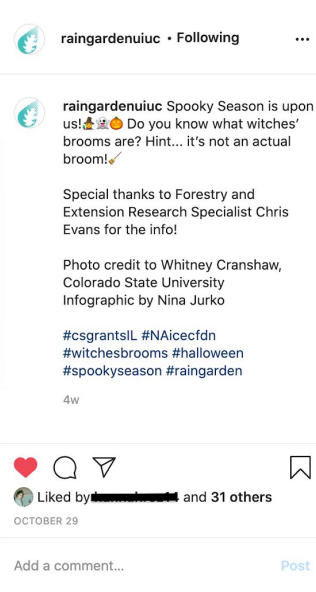 raingardenuiuc • Following
raingardenuiuc Spooky Season is upon
us!🧙‍♀️👻🎃 Do you know what witches’
brooms are? Hint... it’s not an actual
broom!🧹
Special thanks to Forestry and
Extension Research Specialist Chris
Evans for the info!
Photo credit to Whitney Cranshaw,
Colorado State University
Infographic by Nina Jurko
#csgrantsIL #NAicecfdn
#witchesbrooms #halloween
#spookyseason #raingarden
4w
Liked by and 31 others
OCTOBER 29
Add a comment...
Post